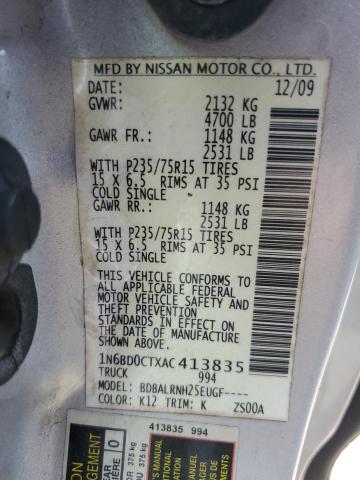 MFD BY NISSAN MOTOR CO., LTD.
DATE: 12/09
GVWR: 2132 KG
4700 LB
GAWR FR.: 1148 KG
2531 LB
WITH P235/75R15 TIRES
15 X 6.5 RIMS AT 35 PSI
COLD SINGLE
GAWR RR.: 1148 KG
2531 LB
WITH P235/75R15 TIRES
15 X 6.5 RIMS AT 35 PSI
COLD SINGLE
THIS VEHICLE CONFORMS TO
ALL APPLICABLE FEDERAL
MOTOR VEHICLE SAFETY
STANDARDS IN EFFECT ON
THE DATE OF MANUFACTURE
SHOWN ABOVE.
1N6BD0CTXAC413835
TRUCK 994
MODEL: BDBALRNH25EUGF----
COLOR: K12 TRIM: K ZS00A
413835 994